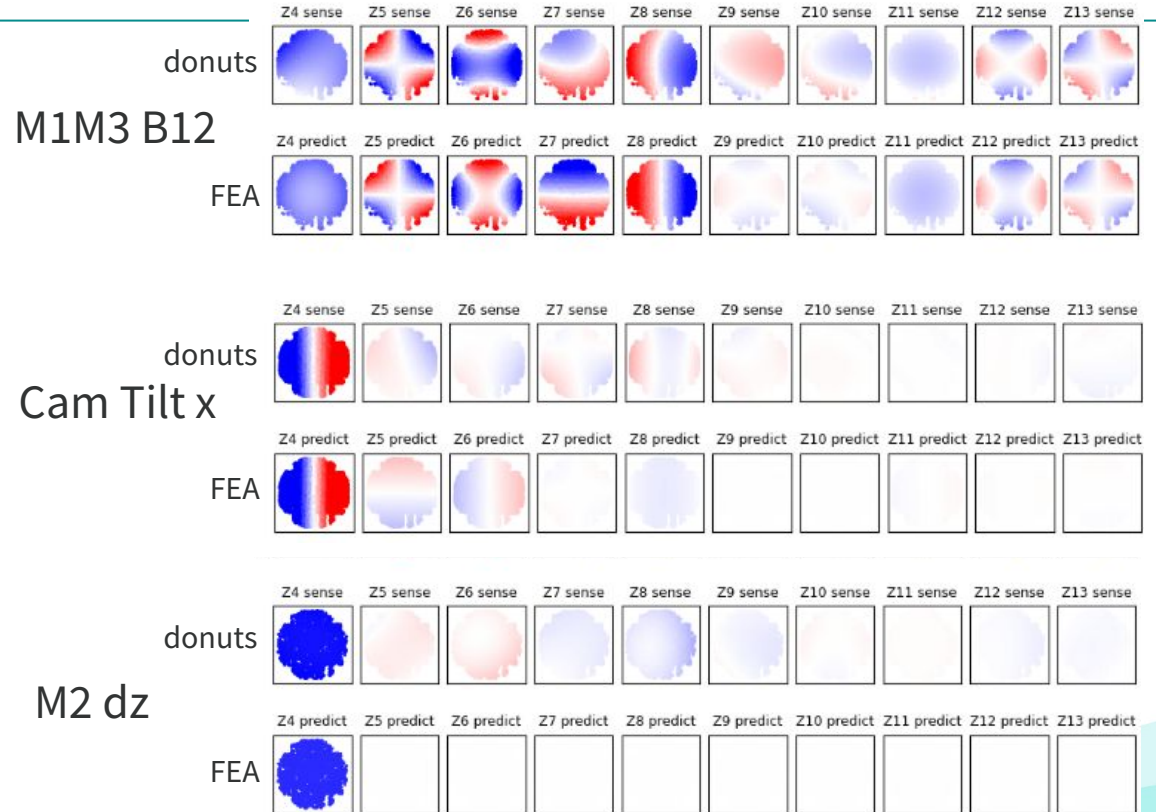 Z4 sense Z5 sense Z6 sense Z7 sense Z8 sense Z9 sense Z10 sense Z11 sense Z12 sense Z13 sense
donuts
M1M3 B12
Z4 predict Z5 predict Z6 predict Z7 predict Z8 predict Z9 predict Z10 predict Z11 predict Z12 predict Z13 predict
FEA
Z4 sense Z5 sense Z6 sense Z7 sense Z8 sense Z9 sense Z10 sense Z11 sense Z12 sense Z13 sense
donuts
Cam Tilt x
Z4 predict Z5 predict Z6 predict Z7 predict Z8 predict Z9 predict Z10 predict Z11 predict Z12 predict Z13 predict
FEA
Z4 sense Z5 sense Z6 sense Z7 sense Z8 sense Z9 sense Z10 sense Z11 sense Z12 sense Z13 sense
donuts
M2 dz
Z4 predict Z5 predict Z6 predict Z7 predict Z8 predict Z9 predict Z10 predict Z11 predict Z12 predict Z13 predict
FEA